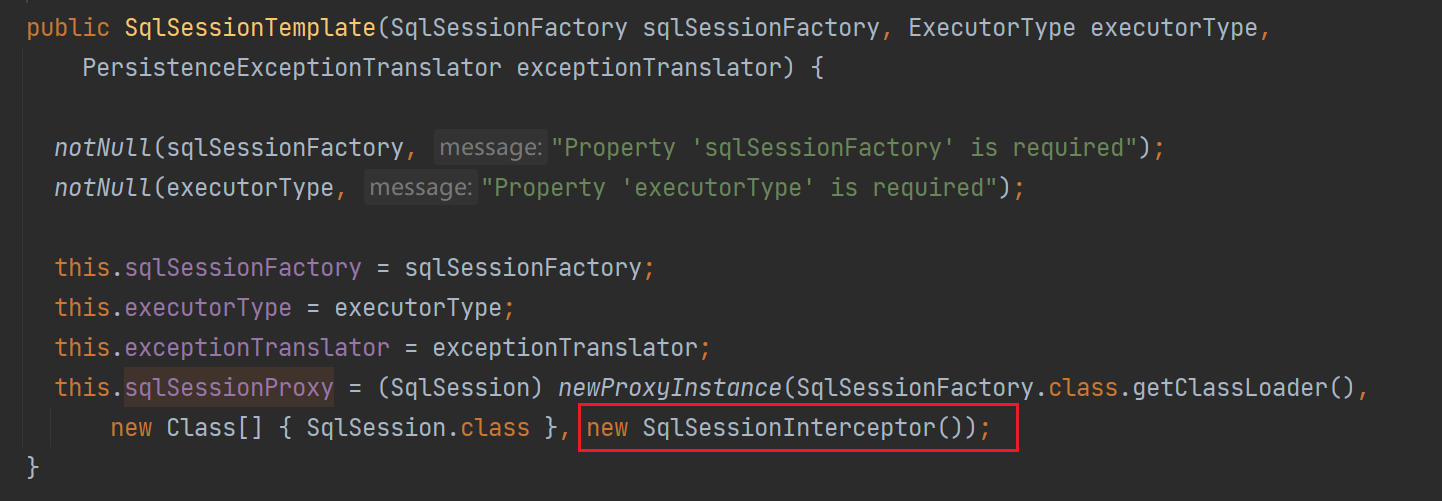 public SqlSessionTemplate(SqlSessionFactory sqlSessionFactory, ExecutorType executorType,
PersistenceExceptionTranslator exceptionTranslator) {
notNull(sqlSessionFactory, message: "Property 'sqlSessionFactory' is required");
notNull(executorType, message: "Property 'executorType' is required");
this.sqlSessionFactory = sqlSessionFactory;
this.executorType = executorType;
this.exceptionTranslator = exceptionTranslator;
this.sqlSessionProxy = (SqlSession) newProxyInstance(SqlSessionFactory.class.getClassLoader(),
new Class[] { SqlSession.class }, new SqlSessionInterceptor());
}